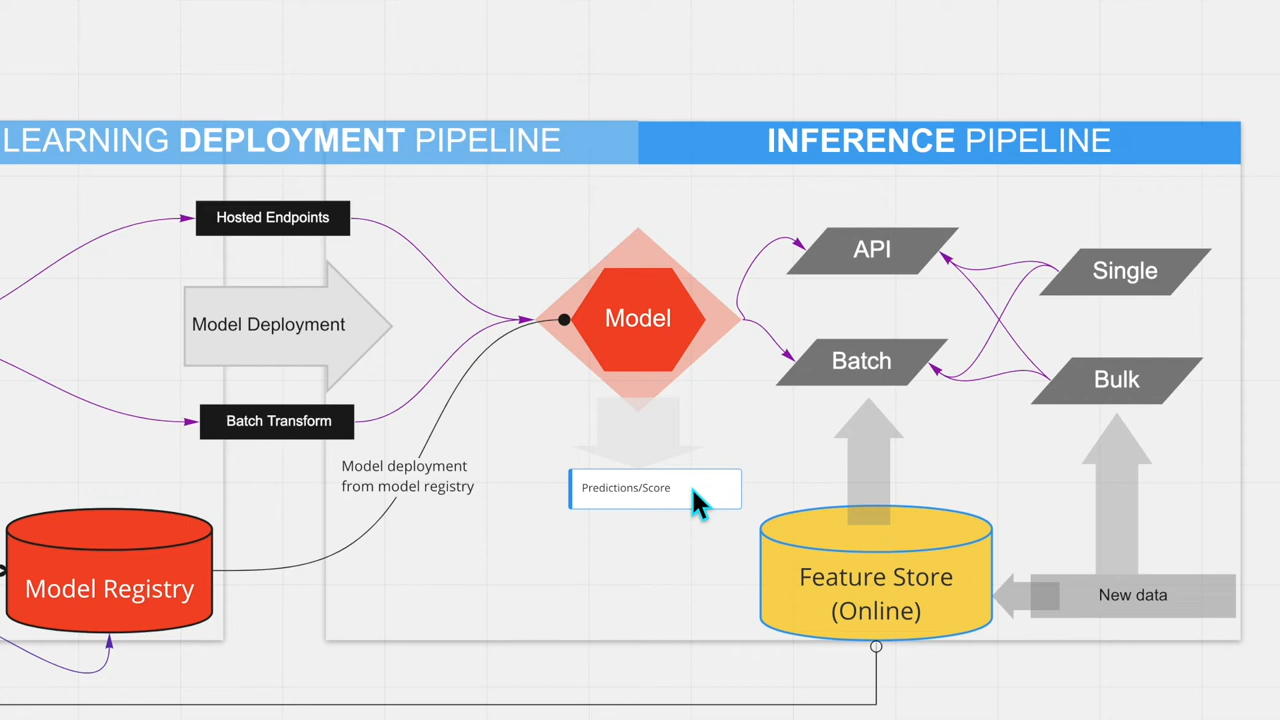 LEARNING DEPLOYMENT PIPELINE
INFERENCE PIPELINE
Hosted Endpoints
Model Deployment
Batch Transform
Model deployment
from model registry
Model Registry
Model
Predictions/Score
API
Batch
Single
Bulk
Feature Store
(Online)
New data